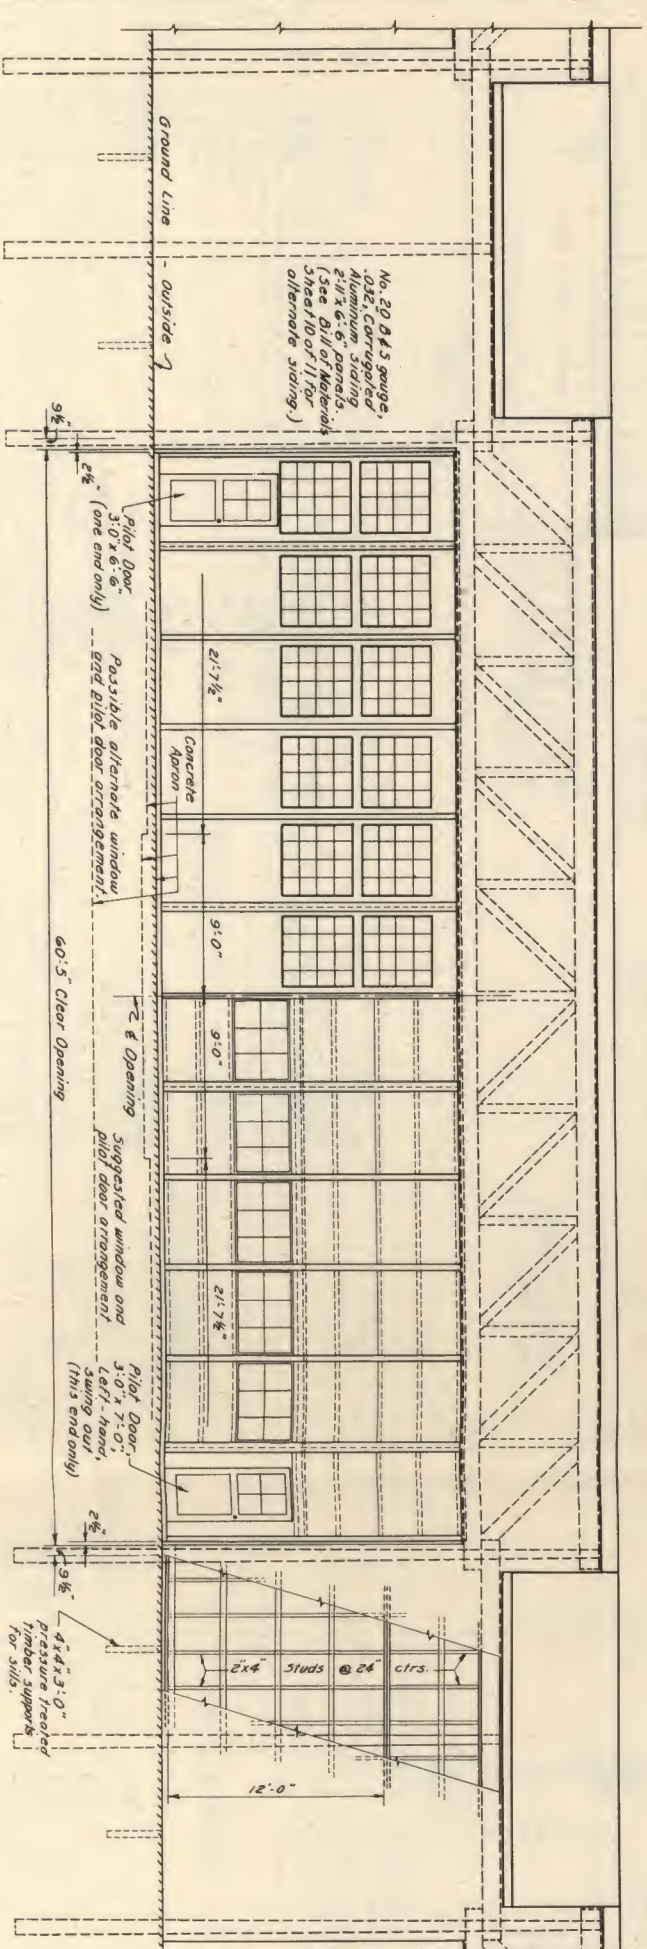 Ground Line - Outside
No. 20 B & S gauge,
.032, Corrugated
Aluminum Siding
2'-11" x 6'-6" panels.
(See Bill of Materials
Sheet 10 of 11 for
alternate siding.)
9½"
2½"
Pilot Door
3'-0" x 6'-6"
(one end only)
21'-7½"
Concrete
Apron
Possible alternate window
and pilot door arrangement.
9'-0"
60'-5" Clear Opening
℄ Opening
9'-0"
Suggested window and
pilot door arrangement
21'-7½"
Pilot Door,
3'-0" x 7'-0",
Left-hand,
swing out
(this end only)
2½"
9½"
4"x4"x3'-0"
pressure treated
timber supports
for sills.
2"x4" Studs @ 24" ctrs.
12'-0"